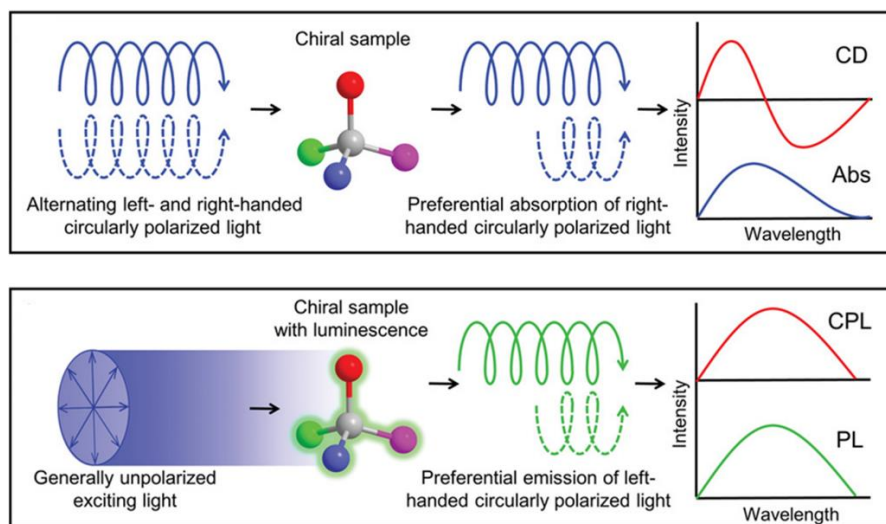 Chiral sample
Alternating left- and right-handed
circularly polarized light
Preferential absorption of right-
handed circularly polarized light
CD
Intensity
Abs
Wavelength
Chiral sample
with luminescence
Generally unpolarized
exciting light
Preferential emission of left-
handed circularly polarized light
CPL
Intensity
PL
Wavelength